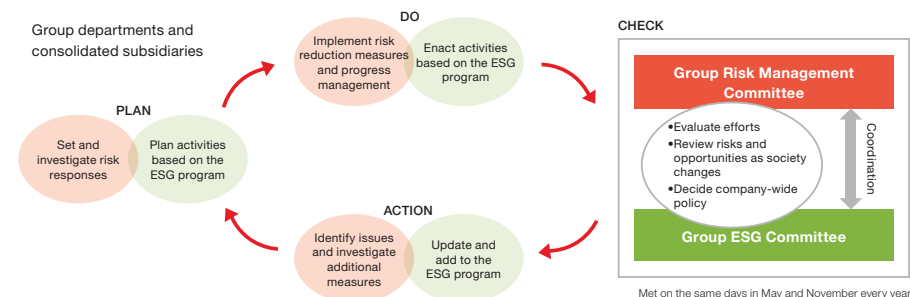 Group departments and
consolidated subsidiaries
PLAN
Set and
investigate risk
responses
Plan activities
based on the
ESG program
DO
Implement risk
reduction measures
and progress
management
Enact activities
based on the ESG
program
CHECK
Group Risk Management
Committee
•Evaluate efforts
•Review risks and
opportunities as society
changes
•Decide company-wide
policy
Coordination
Group ESG Committee
ACTION
Identify issues
and investigate
additional
measures
Update and
add to the
ESG program
Met on the same days in May and November every year